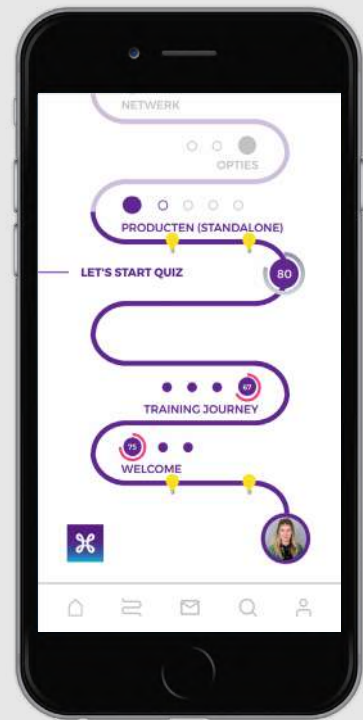 NETWERK
OPTIES
PRODUCTEN (STANDALONE)
LET'S START QUIZ
80
67
TRAINING JOURNEY
75
WELCOME